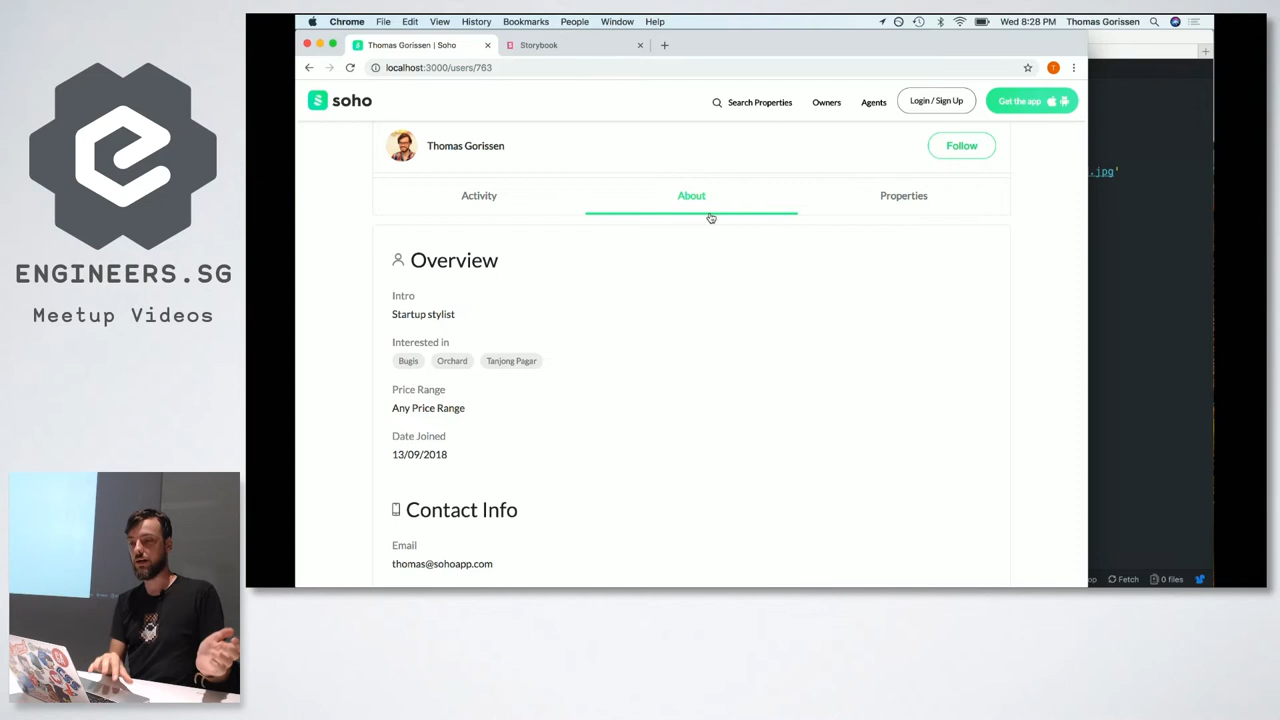 Chrome File Edit View History Bookmarks People Window Help Wed 8:28 PM Thomas Gorissen
Thomas Gorissen | Soho
Storybook
localhost:3000/users/763
soho
Search Properties Owners Agents Login / Sign Up Get the app
Thomas Gorissen
Follow
.jpg'
Activity About Properties
Overview
Intro
Startup stylist
Interested in
Bugis Orchard Tanjong Pagar
Price Range
Any Price Range
Date Joined
13/09/2018
Contact Info
Email
thomas@sohoapp.com
Fetch 0 files
ENGINEERS.SG
Meetup Videos